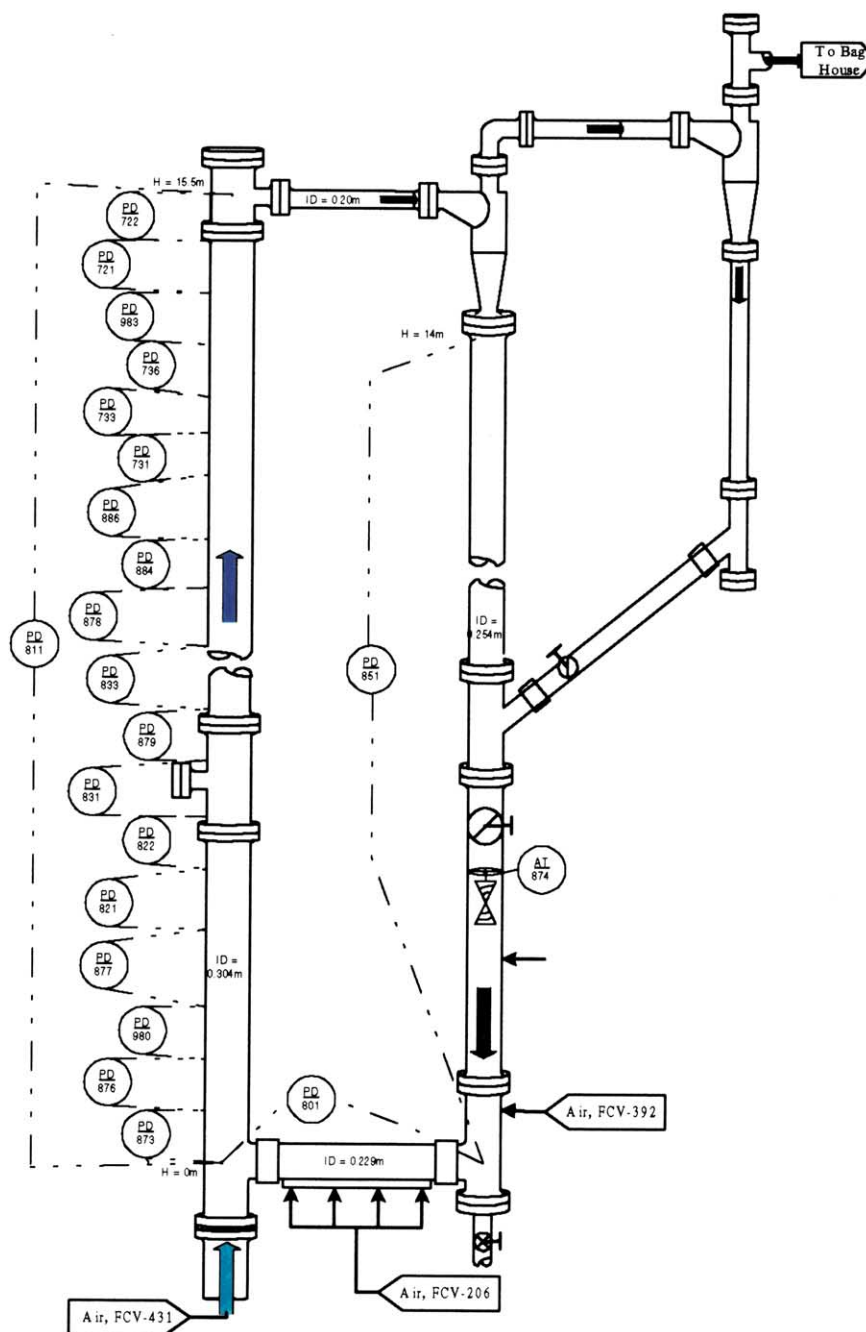 To Bag
House
H = 15.5m
ID = 0.20m
PD
722
PD
721
PD
983
PD
736
H = 14m
PD
733
PD
731
PD
886
PD
884
PD
878
PD
811
PD
833
PD
851
ID =
0.254m
PD
879
PD
831
PD
822
AT
874
PD
821
PD
877
ID =
0.304m
PD
980
PD
876
PD
801
Air, FCV-392
PD
873
H = 0m
ID = 0.229m
Air, FCV-206
Air, FCV-431